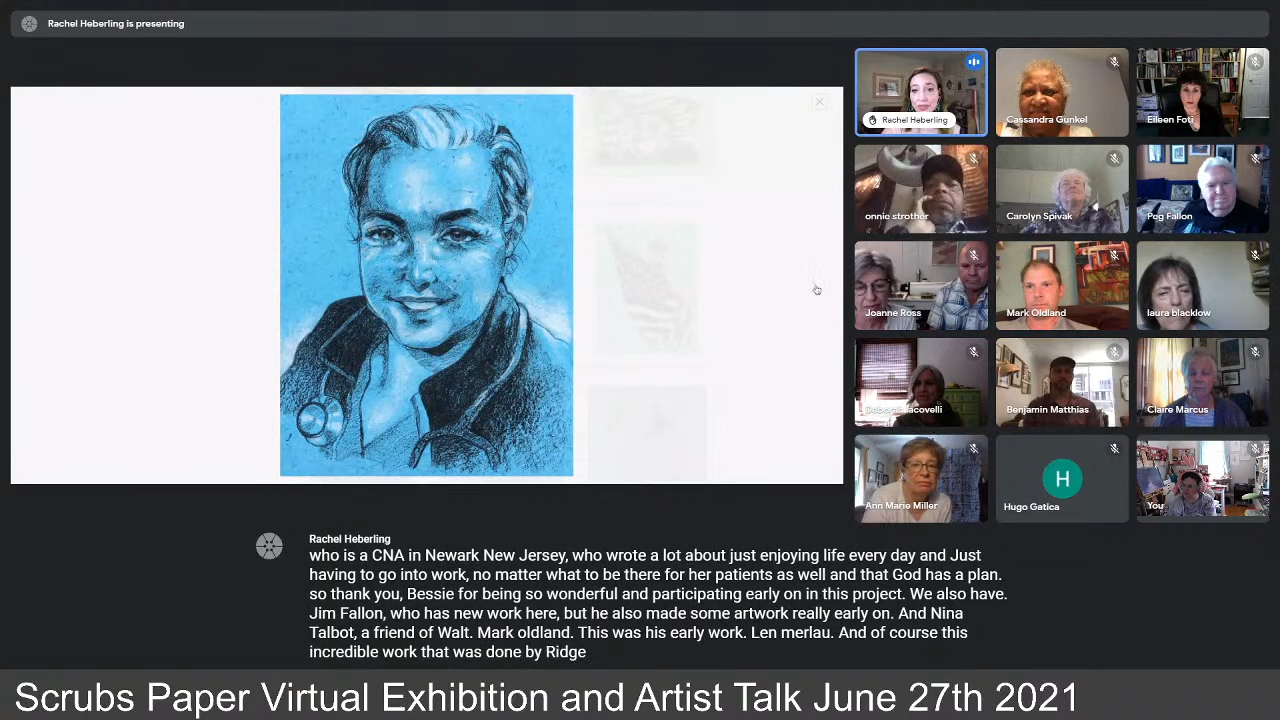 Rachel Heberling is presenting
Rachel Heberling
Cassandra Gunkel
Eileen Foti
onnie strother
Carolyn Spivak
Peg Fallon
Joanne Ross
Mark Oldland
laura blacklow
Deborah Iacovelli
Benjamin Matthias
Claire Marcus
Ann Marie Miller
H
Hugo Gatica
You
Rachel Heberling
who is a CNA in Newark New Jersey, who wrote a lot about just enjoying life every day and Just
having to go into work, no matter what to be there for her patients as well and that God has a plan.
so thank you, Bessie for being so wonderful and participating early on in this project. We also have.
Jim Fallon, who has new work here, but he also made some artwork really early on. And Nina
Talbot, a friend of Walt. Mark oldland. This was his early work. Len merlau. And of course this
incredible work that was done by Ridge
Scrubs Paper Virtual Exhibition and Artist Talk June 27th 2021